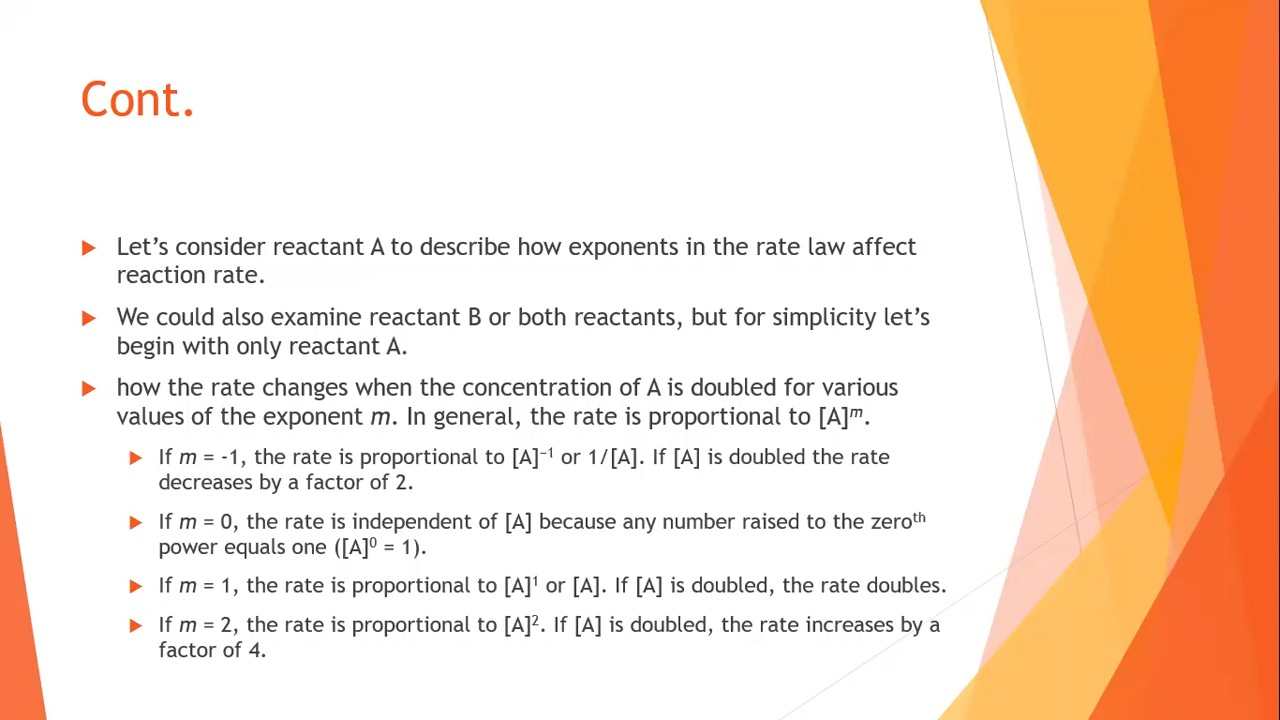 Cont.
Let’s consider reactant A to describe how exponents in the rate law affect
reaction rate.
We could also examine reactant B or both reactants, but for simplicity let’s
begin with only reactant A.
how the rate changes when the concentration of A is doubled for various
values of the exponent m. In general, the rate is proportional to [A]ᵐ.
If m = -1, the rate is proportional to [A]⁻¹ or 1/[A]. If [A] is doubled the rate
decreases by a factor of 2.
If m = 0, the rate is independent of [A] because any number raised to the zeroᵗʰ
power equals one ([A]⁰ = 1).
If m = 1, the rate is proportional to [A]¹ or [A]. If [A] is doubled, the rate doubles.
If m = 2, the rate is proportional to [A]². If [A] is doubled, the rate increases by a
factor of 4.